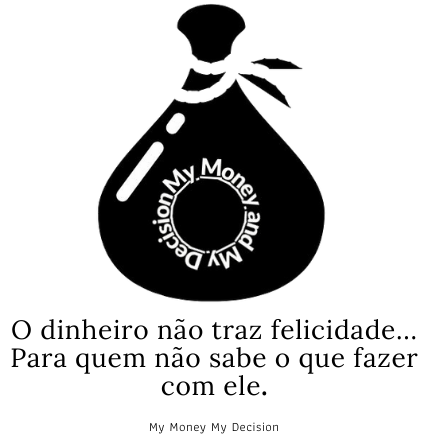 My Money and My Decision
O dinheiro não traz felicidade...
Para quem não sabe o que fazer
com ele.
My Money My Decision